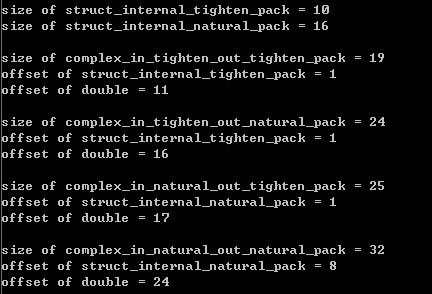 size of struct_internal_tighten_pack = 10
size of struct_internal_natural_pack = 16
size of complex_in_tighten_out_tighten_pack = 19
offset of struct_internal_tighten_pack = 1
offset of double = 11
size of complex_in_tighten_out_natural_pack = 24
offset of struct_internal_tighten_pack = 1
offset of double = 16
size of complex_in_natural_out_tighten_pack = 25
offset of struct_internal_natural_pack = 1
offset of double = 17
size of complex_in_natural_out_natural_pack = 32
offset of struct_internal_natural_pack = 8
offset of double = 24